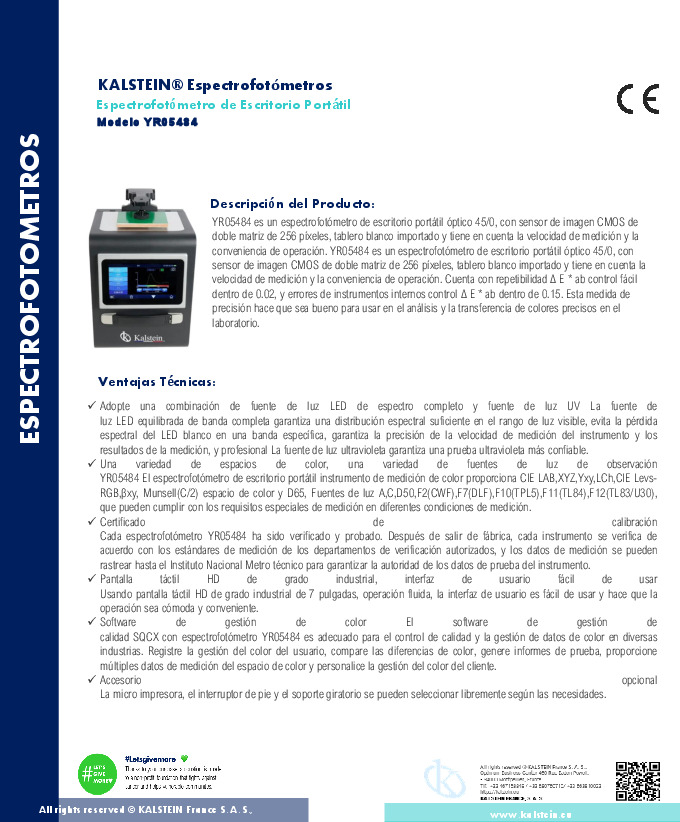 ESPECTROFOTOMETROS
KALSTEIN® Espectrofotómetros
Espectrofotómetro de Escritorio Portátil
Modelo YR05484
CE
Kalstein
Descripción del Producto:
YR05484 es un espectrofotómetro de escritorio portátil óptico 45/0, con sensor de imagen CMOS de
doble matriz de 256 píxeles, tablero blanco importado y tiene en cuenta la velocidad de medición y la
conveniencia de operación. YR05484 es un espectrofotómetro de escritorio portátil óptico 45/0, con
sensor de imagen CMOS de doble matriz de 256 píxeles, tablero blanco importado y tiene en cuenta la
velocidad de medición y la conveniencia de operación. Cuenta con repetibilidad Δ E * ab control fácil
dentro de 0.02, y errores de instrumentos internos control Δ E * ab dentro de 0.15. Esta medida de
precisión hace que sea bueno para usar en el análisis y la transferencia de colores precisos en el
laboratorio.
Ventajas Técnicas:
✓ Adopte una combinación de fuente de luz LED de espectro completo y fuente de luz UV La fuente de
luz LED equilibrada de banda completa garantiza una distribución espectral suficiente en el rango de luz visible, evita la pérdida
espectral del LED blanco en una banda específica, garantiza la precisión de la velocidad de medición del instrumento y los
resultados de la medición, y profesional La fuente de luz ultravioleta garantiza una prueba ultravioleta más confiable.
✓ Una variedad de espacios de color, una variedad de fuentes de luz de observación
YR05484 El espectrofotómetro de escritorio portátil instrumento de medición de color proporciona CIE LAB,XYZ,Yxy,LCh,CIE Levs-
RGB,βxy, Munsell(C/2) espacio de color y D65, Fuentes de luz A,C,D50,F2(CWF),F7(DLF),F10(TPL5),F11(TL84),F12(TL83/U30),
que pueden cumplir con los requisitos especiales de medición en diferentes condiciones de medición.
✓ Certificado de calibración
Cada espectrofotómetro YR05484 ha sido verificado y probado. Después de salir de fábrica, cada instrumento se verifica de
acuerdo con los estándares de medición de los departamentos de verificación autorizados, y los datos de medición se pueden
rastrear hasta el Instituto Nacional Metro técnico para garantizar la autoridad de los datos de prueba del instrumento.
✓ Pantalla táctil HD de grado industrial, interfaz de usuario fácil de usar
Usando pantalla táctil HD de grado industrial de 7 pulgadas, operación fluida, la interfaz de usuario es fácil de usar y hace que la
operación sea cómoda y conveniente.
✓ Software de gestión de color El software de gestión de
calidad SQCX con espectrofotómetro YR05484 es adecuado para el control de calidad y la gestión de datos de color en diversas
industrias. Registre la gestión del color del usuario, compare las diferencias de color, genere informes de prueba, proporcione
múltiples datos de medición del espacio de color y personalice la gestión del color del cliente.
✓ Accesorio opcional
La micro impresora, el interruptor de pie y el soporte giratorio se pueden seleccionar libremente según las necesidades.
#LET'S GIVE MORE
#Letsgivemore
All rights reserved © KALSTEIN France S. A. S.,
KALSTEIN FRANCE, S. A. S
All rights reserved © KALSTEIN France S. A. S.,
www.kalstein.eu